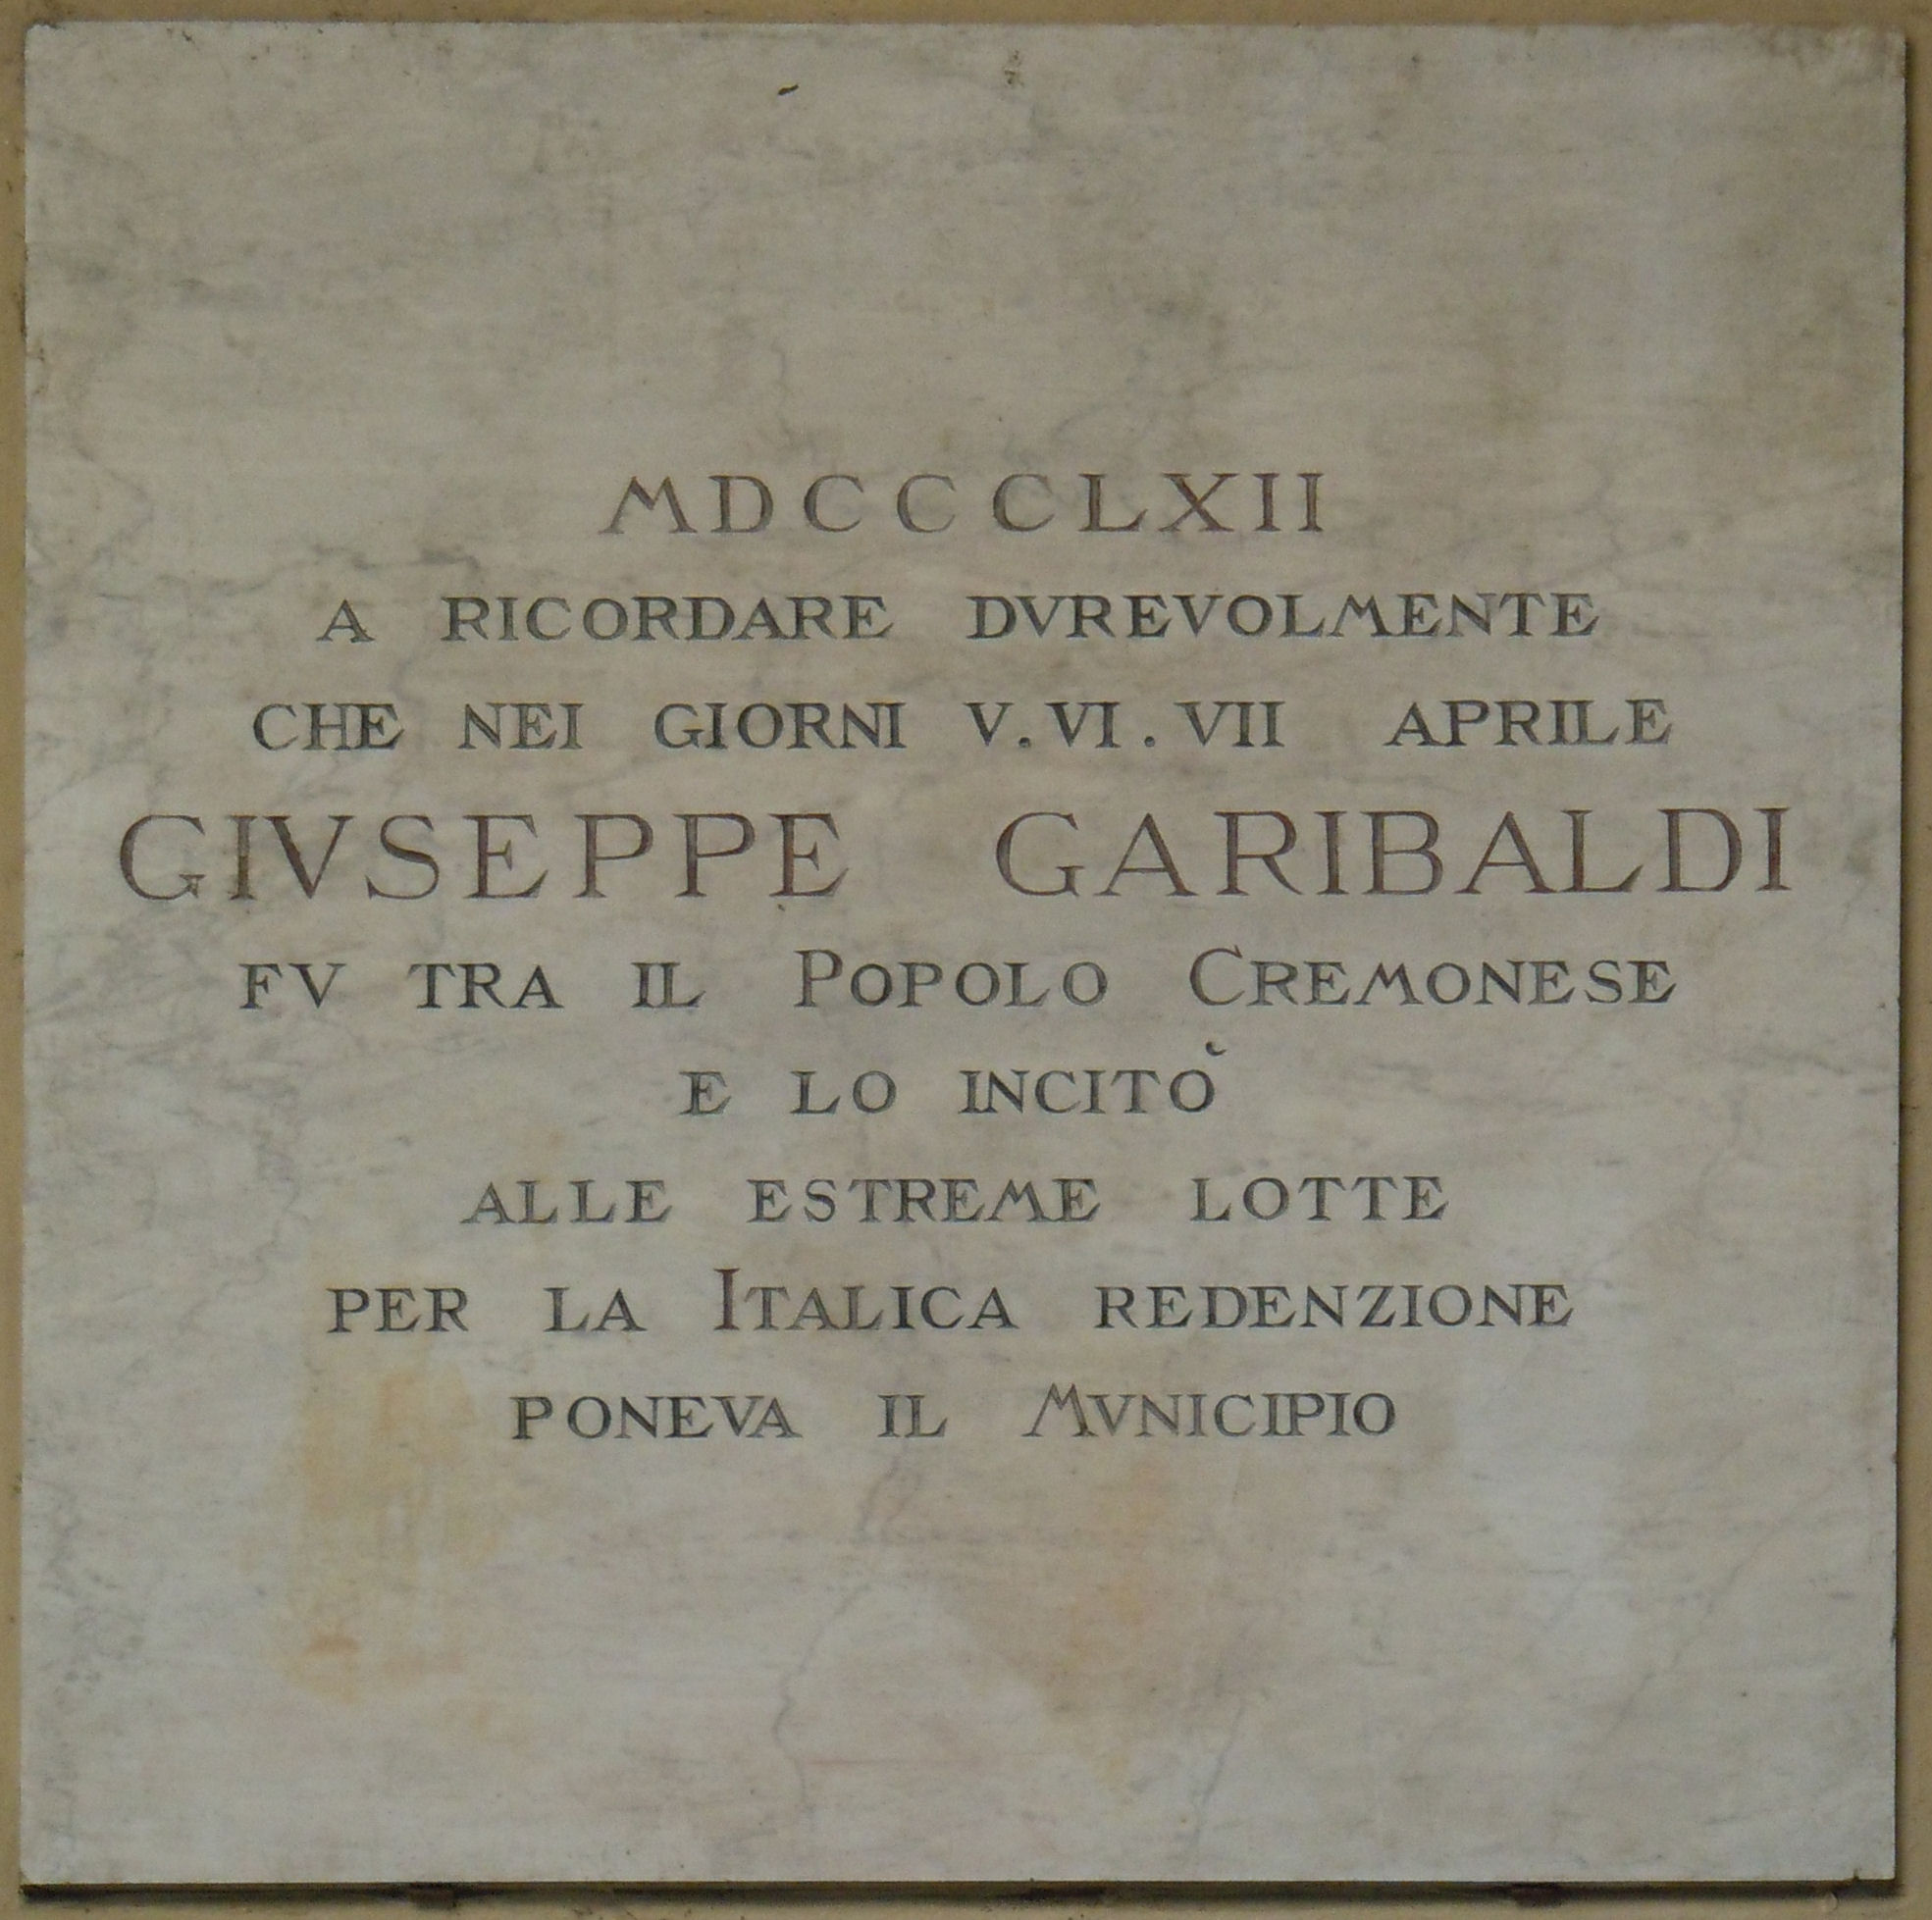 MDCCCLXII
A RICORDARE DVREVOLMENTE
CHE NEI GIORNI V.VI.VII APRILE
GIVSEPPE GARIBALDI
FV TRA IL POPOLO CREMONESE
E LO INCITÒ
ALLE ESTREME LOTTE
PER LA ITALICA REDENZIONE
PONEVA IL MVNICIPIO